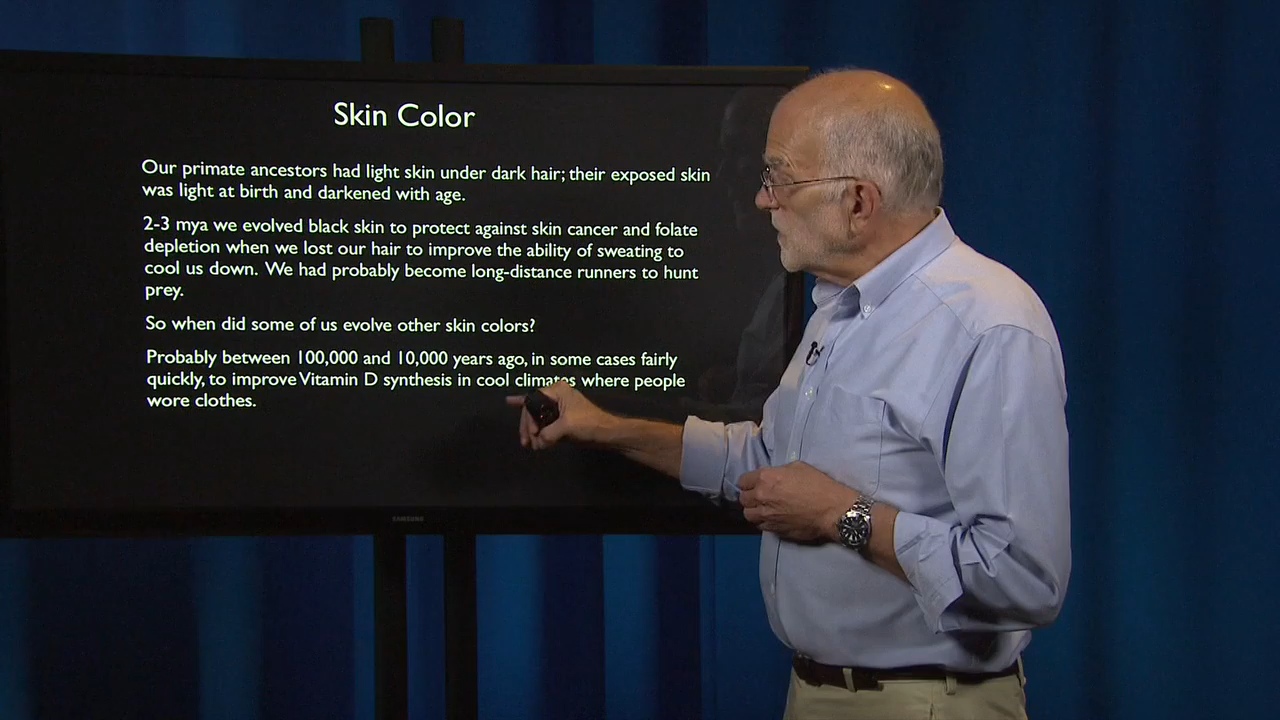 Skin Color
Our primate ancestors had light skin under dark hair; their exposed skin
was light at birth and darkened with age.
2-3 mya we evolved black skin to protect against skin cancer and folate
depletion when we lost our hair to improve the ability of sweating to
cool us down. We had probably become long-distance runners to hunt
prey.
So when did some of us evolve other skin colors?
Probably between 100,000 and 10,000 years ago, in some cases fairly
quickly, to improve Vitamin D synthesis in cool climates where people
wore clothes.
SAMSUNG